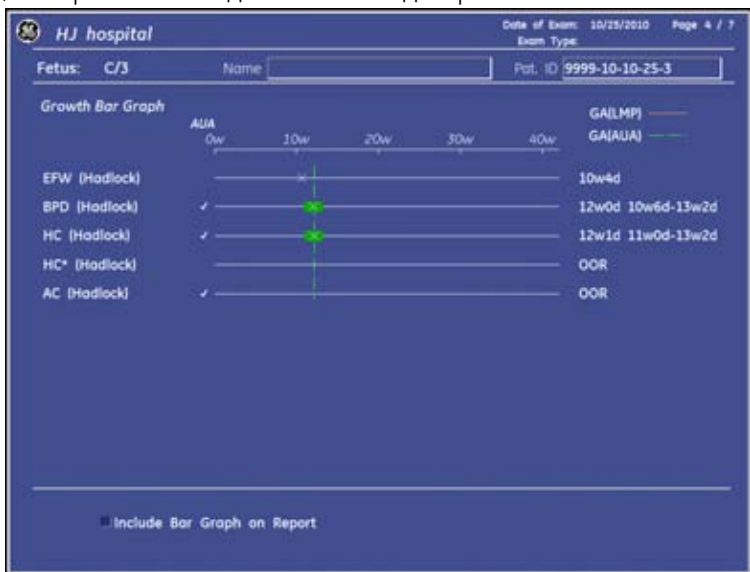 HJ hospital
Date of Exam: 10/25/2010 Page 4 / 7
Exam Type:
Fetus: C/3 Name Pat. ID 9999-10-10-25-3
Growth Bar Graph
GA(LMP)
AUA
GA(AUA)
0w 10w 20w 30w 40w
EFW (Hadlock) 10w4d
BPD (Hadlock) ✓ 12w0d 10w6d-13w2d
HC (Hadlock) ✓ 12w1d 11w0d-13w2d
HC* (Hadlock) OOR
AC (Hadlock) ✓ OOR
Include Bar Graph on Report